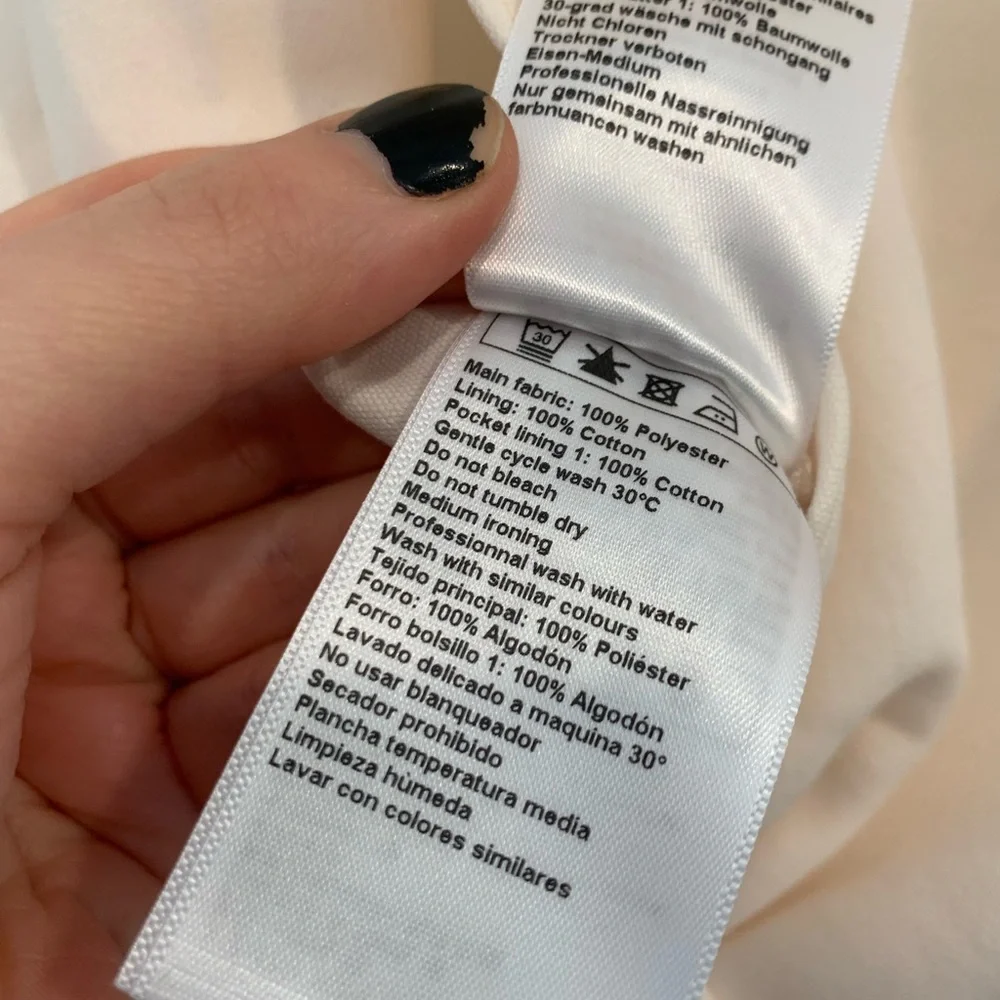 1: 100% Baumwolle
30-grad wäsche mit schongang
Nicht Chloren
Trockner verboten
Eisen-Medium
Professionelle Nassreinnigung
Nur gemeinsam mit ähnlichen
farbnuancen washen
30
Main fabric: 100% Polyester
Lining: 100% Cotton
Pocket lining 1: 100% Cotton
Gentle cycle wash 30°C
Do not bleach
Do not tumble dry
Medium ironing
Professionnal wash with water
Wash with similar colours
Tejido principal: 100% Poliéster
Forro: 100% Algodón
Forro bolsillo 1: 100% Algodón
Lavado delicado a maquina 30°
No usar blanqueador
Secador prohibido
Plancha temperatura media
Limpieza húmeda
Lavar con colores similares